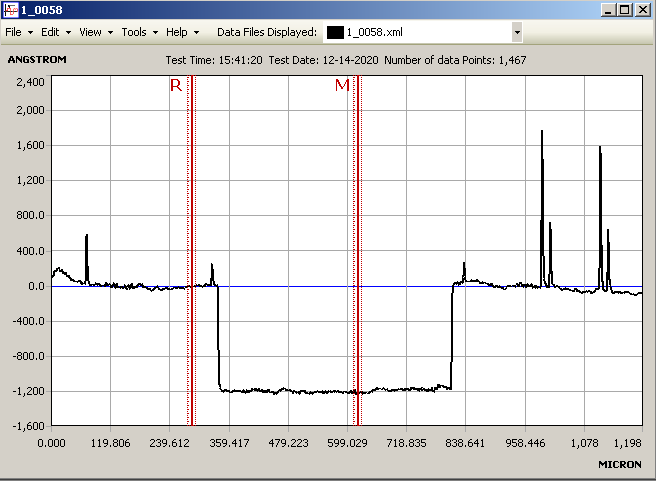 1_0058
File Edit View Tools Help Data Files Displayed: 1_0058.xml
ANGSTROM Test Time: 15:41:20 Test Date: 12-14-2020 Number of data Points: 1,467
2,400
R M
2,000
1,600
1,200
800.0
400.0
0.0
-400.0
-800.0
-1,200
-1,600
0.000 119.806 239.612 359.417 479.223 599.029 718.835 838.641 958.446 1,078 1,198
MICRON